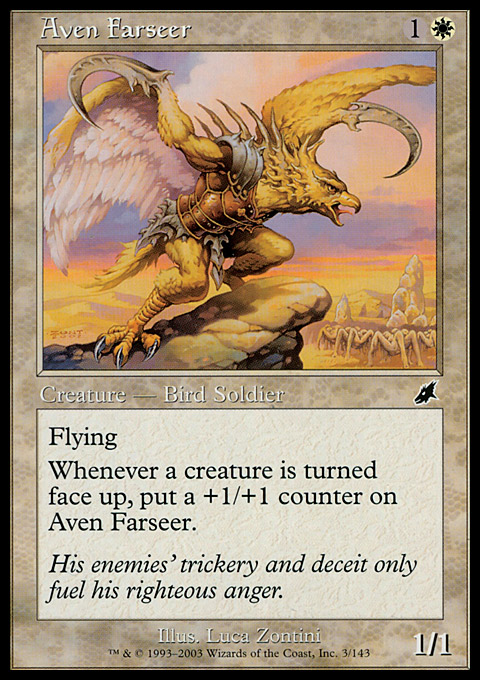 Aven Farseer 1
Creature — Bird Soldier
Flying
Whenever a creature is turned
face up, put a +1/+1 counter on
Aven Farseer.
His enemies' trickery and deceit only
fuel his righteous anger.
Illus. Luca Zontini
1/1
™ & © 1993–2003 Wizards of the Coast, Inc. 3/143